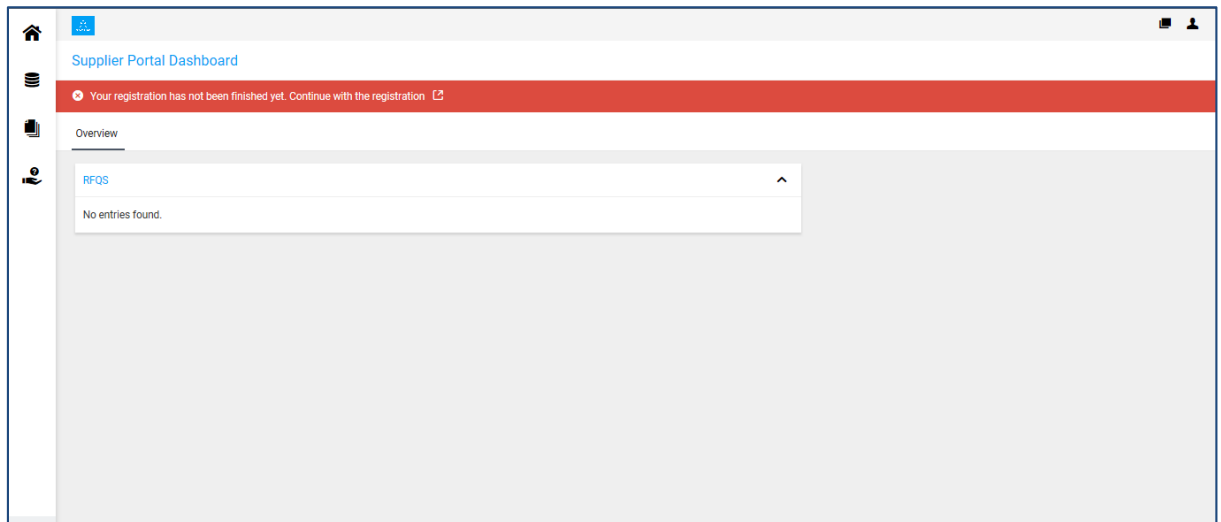 Supplier Portal Dashboard
Your registration has not been finished yet. Continue with the registration
Overview
RFQS
No entries found.